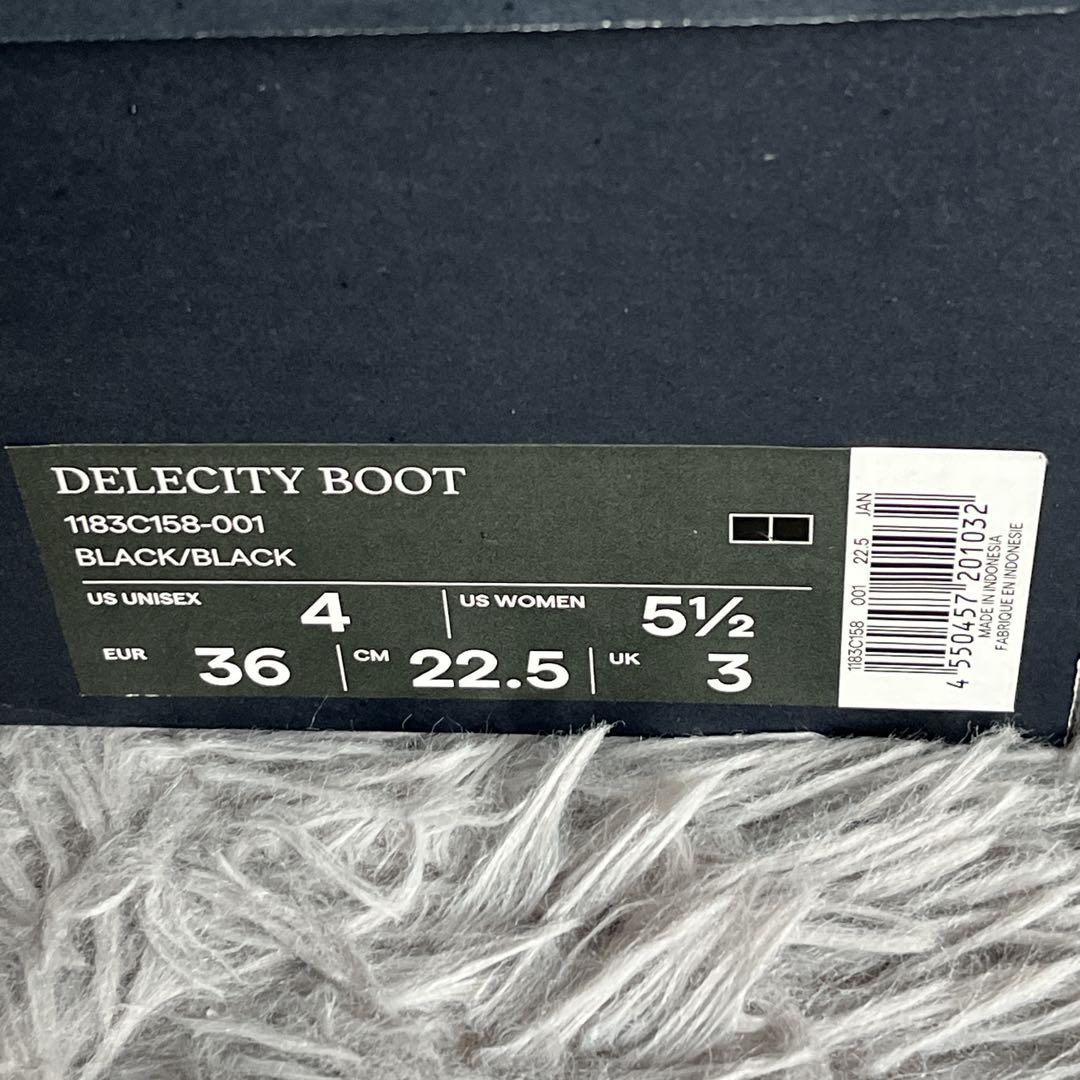 DELECITY BOOT
1183C158-001
BLACK/BLACK
US UNISEX 4 US WOMEN 5½
EUR 36 CM 22.5 UK 3
1183C158 001 22.5 JAN
4 550457 201032
MADE IN INDONESIA
FABRIQUE EN INDONESIE